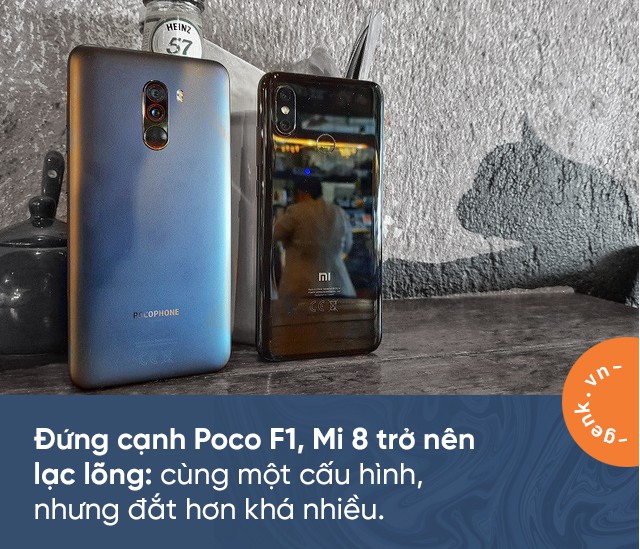 HEINZ
57
POCOPHONE
MI
genk.vn
Đứng cạnh Poco F1, Mi 8 trở nên
lạc lõng: cùng một cấu hình,
nhưng đắt hơn khá nhiều.